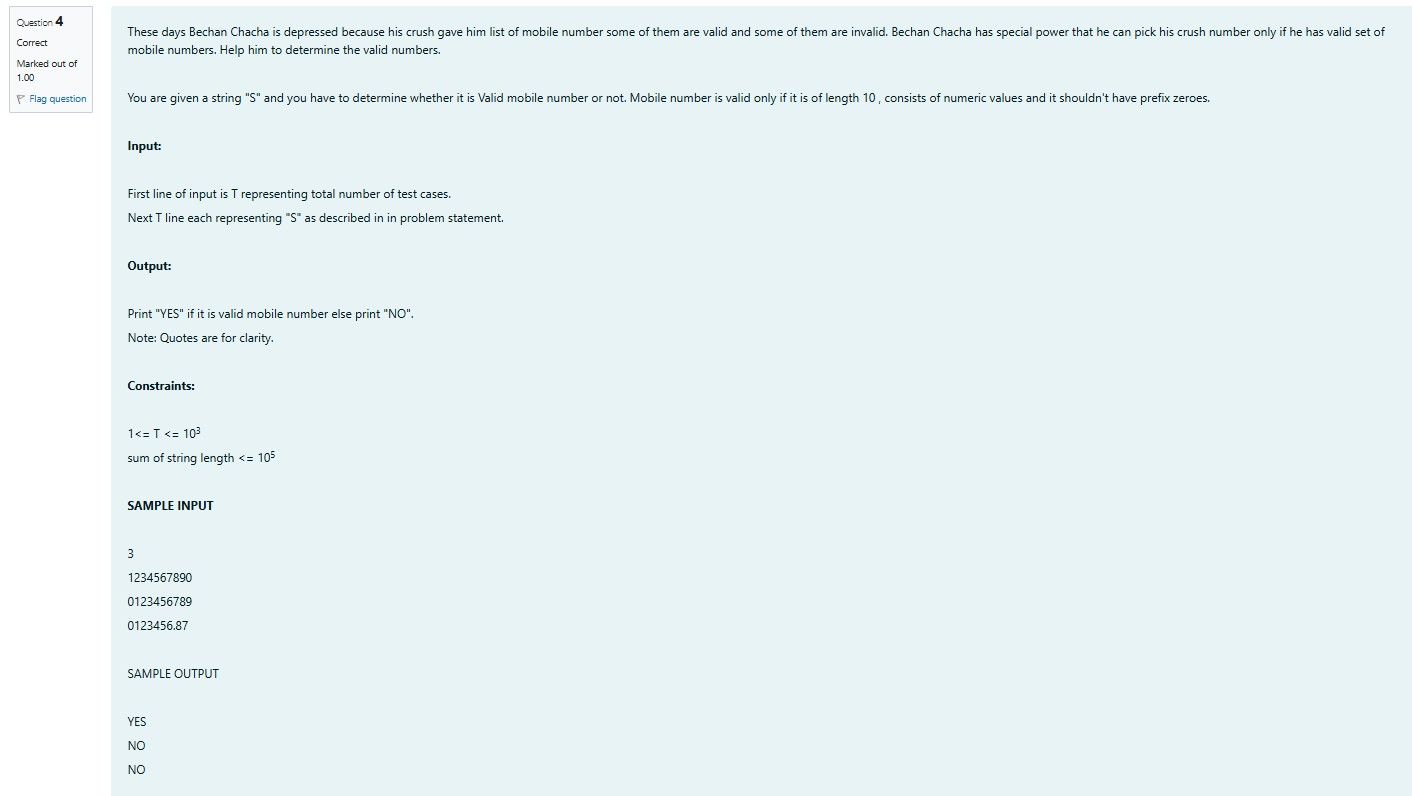 Question 4
Correct
Marked out of
1.00
Flag question
These days Bechan Chacha is depressed because his crush gave him list of mobile number some of them are valid and some of them are invalid. Bechan Chacha has special power that he can pick his crush number only if he has valid set of
mobile numbers. Help him to determine the valid numbers.
You are given a string "S" and you have to determine whether it is Valid mobile number or not. Mobile number is valid only if it is of length 10 , consists of numeric values and it shouldn't have prefix zeroes.
Input:
First line of input is T representing total number of test cases.
Next T line each representing "S" as described in in problem statement.
Output:
Print "YES" if it is valid mobile number else print "NO".
Note: Quotes are for clarity.
Constraints:
1<= T <= 10³
sum of string length <= 10⁵
SAMPLE INPUT
3
1234567890
0123456789
0123456.87
SAMPLE OUTPUT
YES
NO
NO